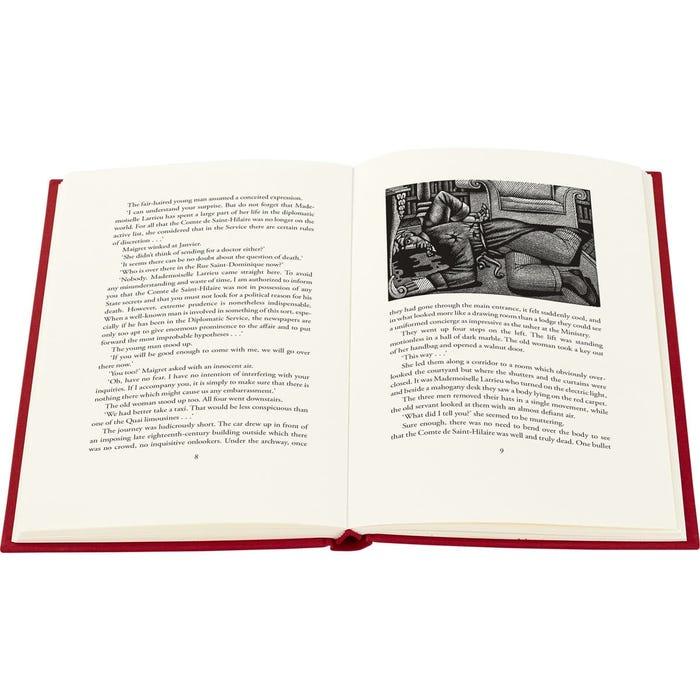 The fair-haired young man assumed a conceited expression.
'I can understand your surprise. But do not forget that Made-
moiselle Larrieu has spent a large part of her life in the diplomatic
world. For all that the Comte de Saint-Hilaire was no longer on the
active list, she considered that in the Service there are certain rules
of discretion . . .'
Maigret winked at Janvier.
'She didn't think of sending for a doctor either?'
'It seems there can be no doubt about the question of death.'
'Who is over there in the Rue Saint-Dominique now?'
'Nobody. Mademoiselle Larrieu came straight here. To avoid
any misunderstanding and waste of time, I am authorized to inform
you that the Comte de Saint-Hilaire was not in possession of any
State secrets and that you must not look for a political reason for his
death. However, extreme prudence is nonetheless indispensable.
When a well-known man is involved in something of this sort, espe-
cially if he has been in the Diplomatic Service, the newspapers are
only too apt to give enormous prominence to the affair and to put
forward the most improbable hypotheses . . .'
The young man stood up.
'If you will be good enough to come with me, we will go over
there now.'
'You too?' Maigret asked with an innocent air.
'Oh, have no fear. I have no intention of interfering with your
inquiries. If I accompany you, it is simply to make sure that there is
nothing there which might cause us any embarrassment.'
The old woman stood up too. All four went downstairs.
'We had better take a taxi. That would be less conspicuous than
one of the Quai limousines . . .'
The journey was ludicrously short. The car drew up in front of
an imposing late eighteenth-century building outside which there
was no crowd, no inquisitive onlookers. Under the archway, once
8
they had gone through the main entrance, it felt suddenly cool, and
in what looked more like a drawing room than a lodge they could see
a uniformed concierge as impressive as the usher at the Ministry.
They went up four steps on the left. The lift was standing
motionless in a hall of dark marble. The old woman took a key out
of her handbag and opened a walnut door.
'This way . . .'
She led them along a corridor to a room which obviously over-
looked the courtyard but where the shutters and the curtains were
closed. It was Mademoiselle Larrieu who turned on the electric light,
and beside a mahogany desk they saw a body lying on the red carpet.
The three men removed their hats in a single movement, while
the old servant looked at them with an almost defiant air.
'What did I tell you?' she seemed to be muttering.
Sure enough, there was no need to bend over the body to see
that the Comte de Saint-Hilaire was well and truly dead. One bullet
9